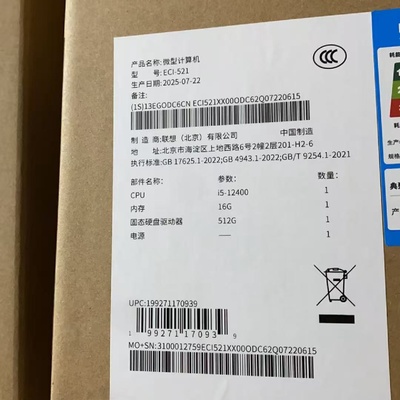 产品名称:微型计算机
型 号:ECI-521
生产日期:2025-07-22
备注:
(1S)13EGODC6CN ECI521XX00ODC62Q07220615
制 造 商:联想(北京)有限公司 中国制造
地 址:北京市海淀区上地西路6号2幢2层201-H2-6
执行标准:GB 17625.1-2022;GB 4943.1-2022;GB/T 9254.1-2021
部件名称: 参数: 数量:
CPU i5-12400 1
内存 16G 1
固态硬盘驱动器 512G 1
电源 ---- 1
UPC:199271170939
1 99271 17093 9
MO+SN:3100012759ECI521XX00ODC62Q07220615